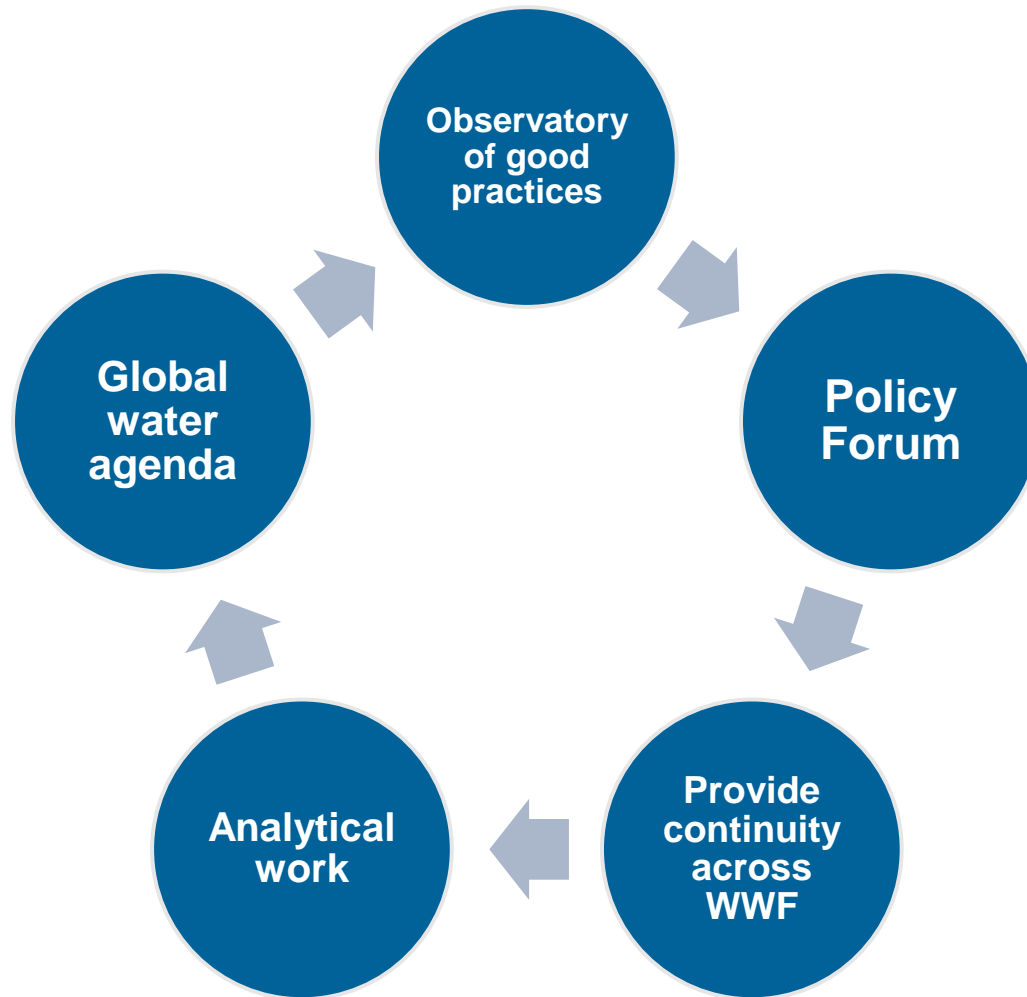 Observatory
of good
practices
Policy
Forum
Provide
continuity
across
WWF
Analytical
work
Global
water
agenda